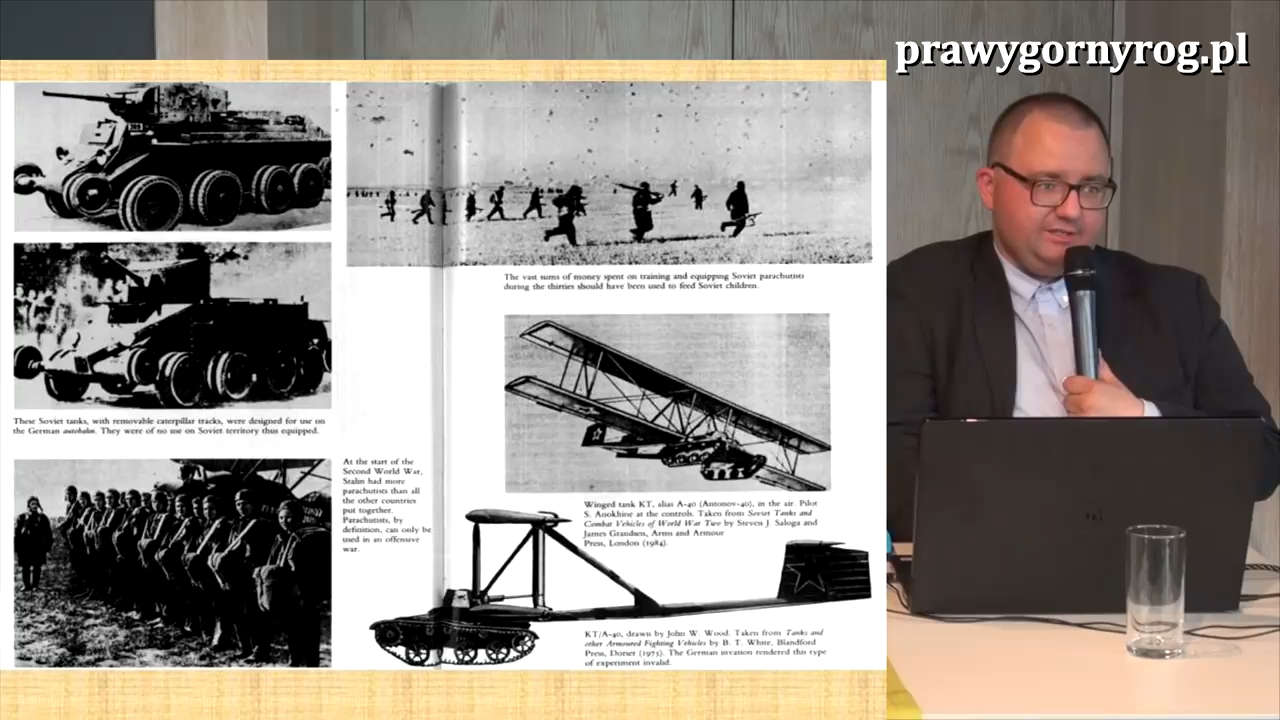 prawygornyrog.pl
The vast sums of money spent on training and equipping Soviet parachutists
during the thirties should have been used to feed Soviet children.
These Soviet tanks, with removable caterpillar tracks, were designed for use on
the German autobahn. They were of no use on Soviet territory thus equipped.
At the start of the
Second World War,
Stalin had more
parachutists than all
the other countries
put together.
Parachutists, by
definition, can only be
used in an offensive
war.
Winged tank KT, alias A-40 (Antonov-40), in the air. Pilot
S. Anokhine at the controls. Taken from Soviet Tanks and
Combat Vehicles of World War Two by Steven J. Saloga and
James Grandsen, Arms and Armour
Press, London (1984).
KT/A-40, drawn by John W. Wood. Taken from Tanks and
other Armoured Fighting Vehicles by B. T. White, Blandford
Press, Dorset (1975). The German invation rendered this type
of experiment invalid.